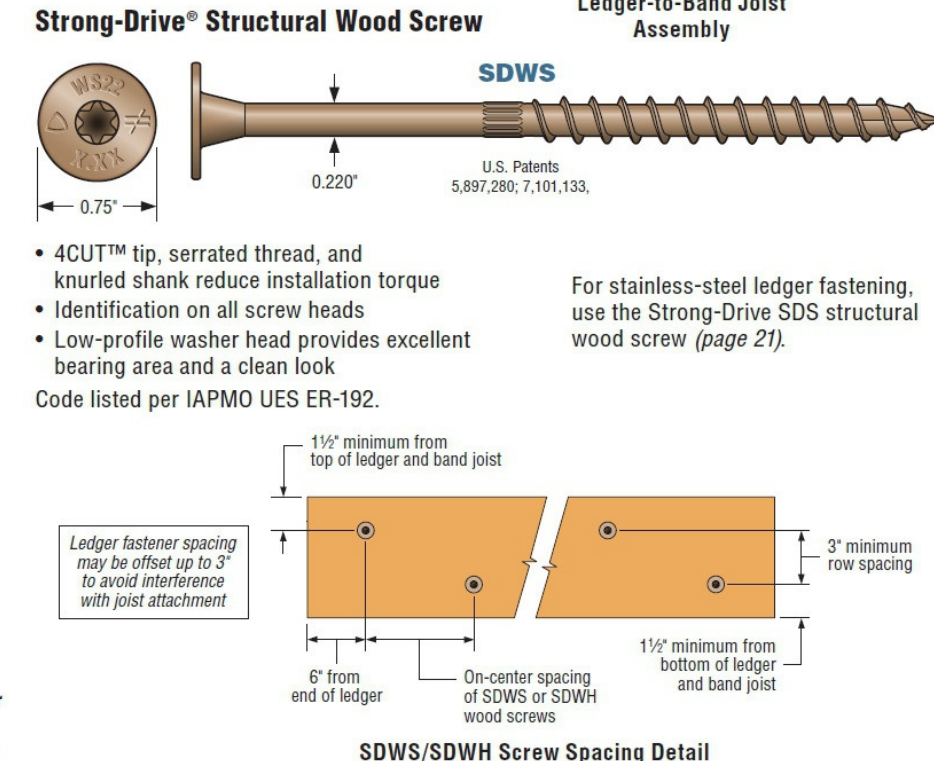 Strong-Drive® Structural Wood Screw
Ledger-to-Band Joist
Assembly
SDWS
WS22
X.XX
0.220"
0.75"
U.S. Patents
5,897,280; 7,101,133,
• 4CUT™ tip, serrated thread, and
knurled shank reduce installation torque
• Identification on all screw heads
• Low-profile washer head provides excellent
bearing area and a clean look
Code listed per IAPMO UES ER-192.
For stainless-steel ledger fastening,
use the Strong-Drive SDS structural
wood screw (page 21).
1½" minimum from
top of ledger and band joist
Ledger fastener spacing
may be offset up to 3"
to avoid interference
with joist attachment
3" minimum
row spacing
6" from
end of ledger
On-center spacing
of SDWS or SDWH
wood screws
1½" minimum from
bottom of ledger
and band joist
SDWS/SDWH Screw Spacing Detail